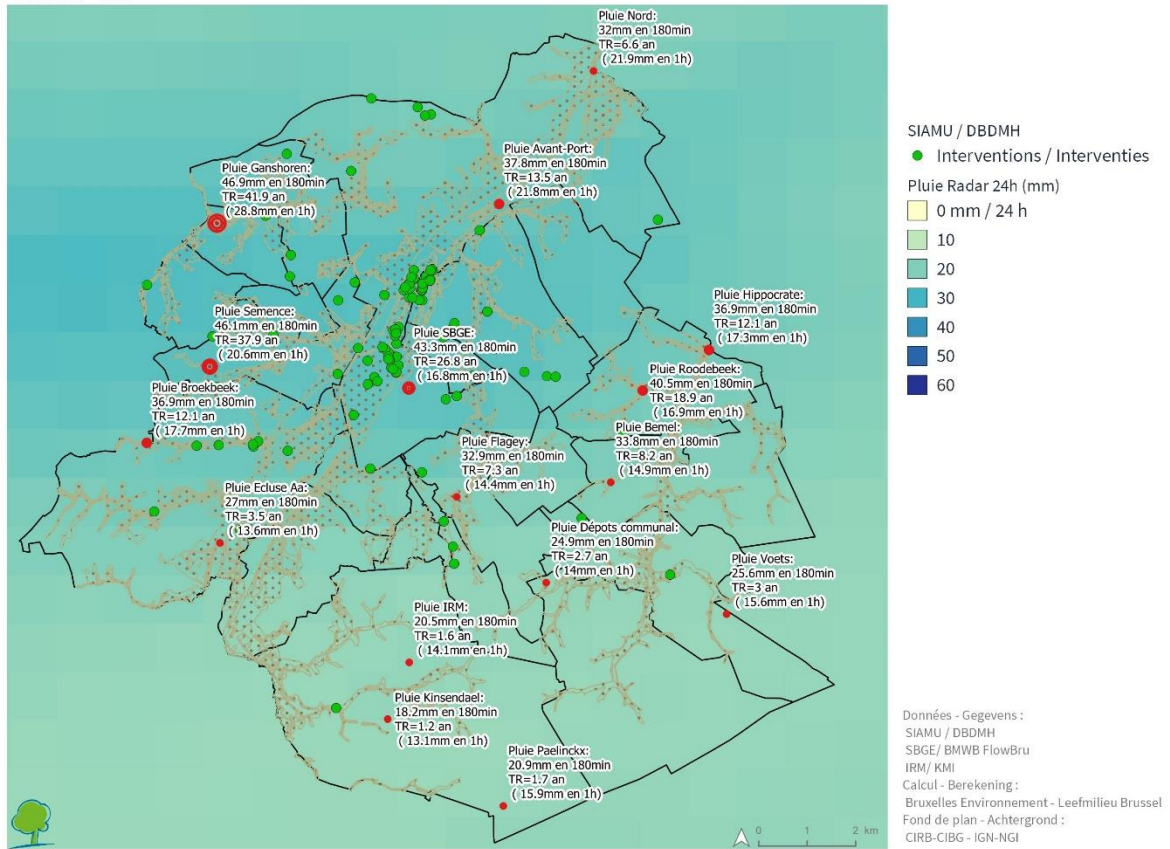 Pluie Nord:
32mm en 180min
TR=6.6 an
( 21.9mm en 1h)
Pluie Avant-Port:
37.8mm en 180min
TR=13.5 an
( 21.8mm en 1h)
Pluie Ganshoren:
46.9mm en 180min
TR=41.9 an
( 28.8mm en 1h)
Pluie Hippocrate:
36.9mm en 180min
TR=12.1 an
( 17.3mm en 1h)
Pluie Semence:
46.1mm en 180min
TR=37.9 an
( 20.6mm en 1h)
Pluie SBGE:
43.3mm en 180min
TR=26.8 an
( 16.8mm en 1h)
Pluie Roodebeek:
40.5mm en 180min
TR=18.9 an
( 16.9mm en 1h)
Pluie Broekbeek:
36.9mm en 180min
TR=12.1 an
( 17.7mm en 1h)
Pluie Bemel:
33.8mm en 180min
TR=8.2 an
( 14.9mm en 1h)
Pluie Flagey:
32.9mm en 180min
TR=7.3 an
( 14.4mm en 1h)
Pluie Ecluse Aa:
27mm en 180min
TR=3.5 an
( 13.6mm en 1h)
Pluie Dépots communal:
24.9mm en 180min
TR=2.7 an
( 14mm en 1h)
Pluie Voets:
25.6mm en 180min
TR=3 an
( 15.6mm en 1h)
Pluie IRM:
20.5mm en 180min
TR=1.6 an
( 14.1mm en 1h)
Pluie Kinsendael:
18.2mm en 180min
TR=1.2 an
( 13.1mm en 1h)
Pluie Paelinckx:
20.9mm en 180min
TR=1.7 an
( 15.9mm en 1h)
0 1 2 km
SIAMU / DBDMH
Interventions / Interventies
Pluie Radar 24h (mm)
0 mm / 24 h
10
20
30
40
50
60
Données - Gegevens :
SIAMU / DBDMH
SBGE/ BMWB FlowBru
IRM/ KMI
Calcul - Berekening :
Bruxelles Environnement - Leefmilieu Brussel
Fond de plan - Achtergrond :
CIRB-CIBG - IGN-NGI